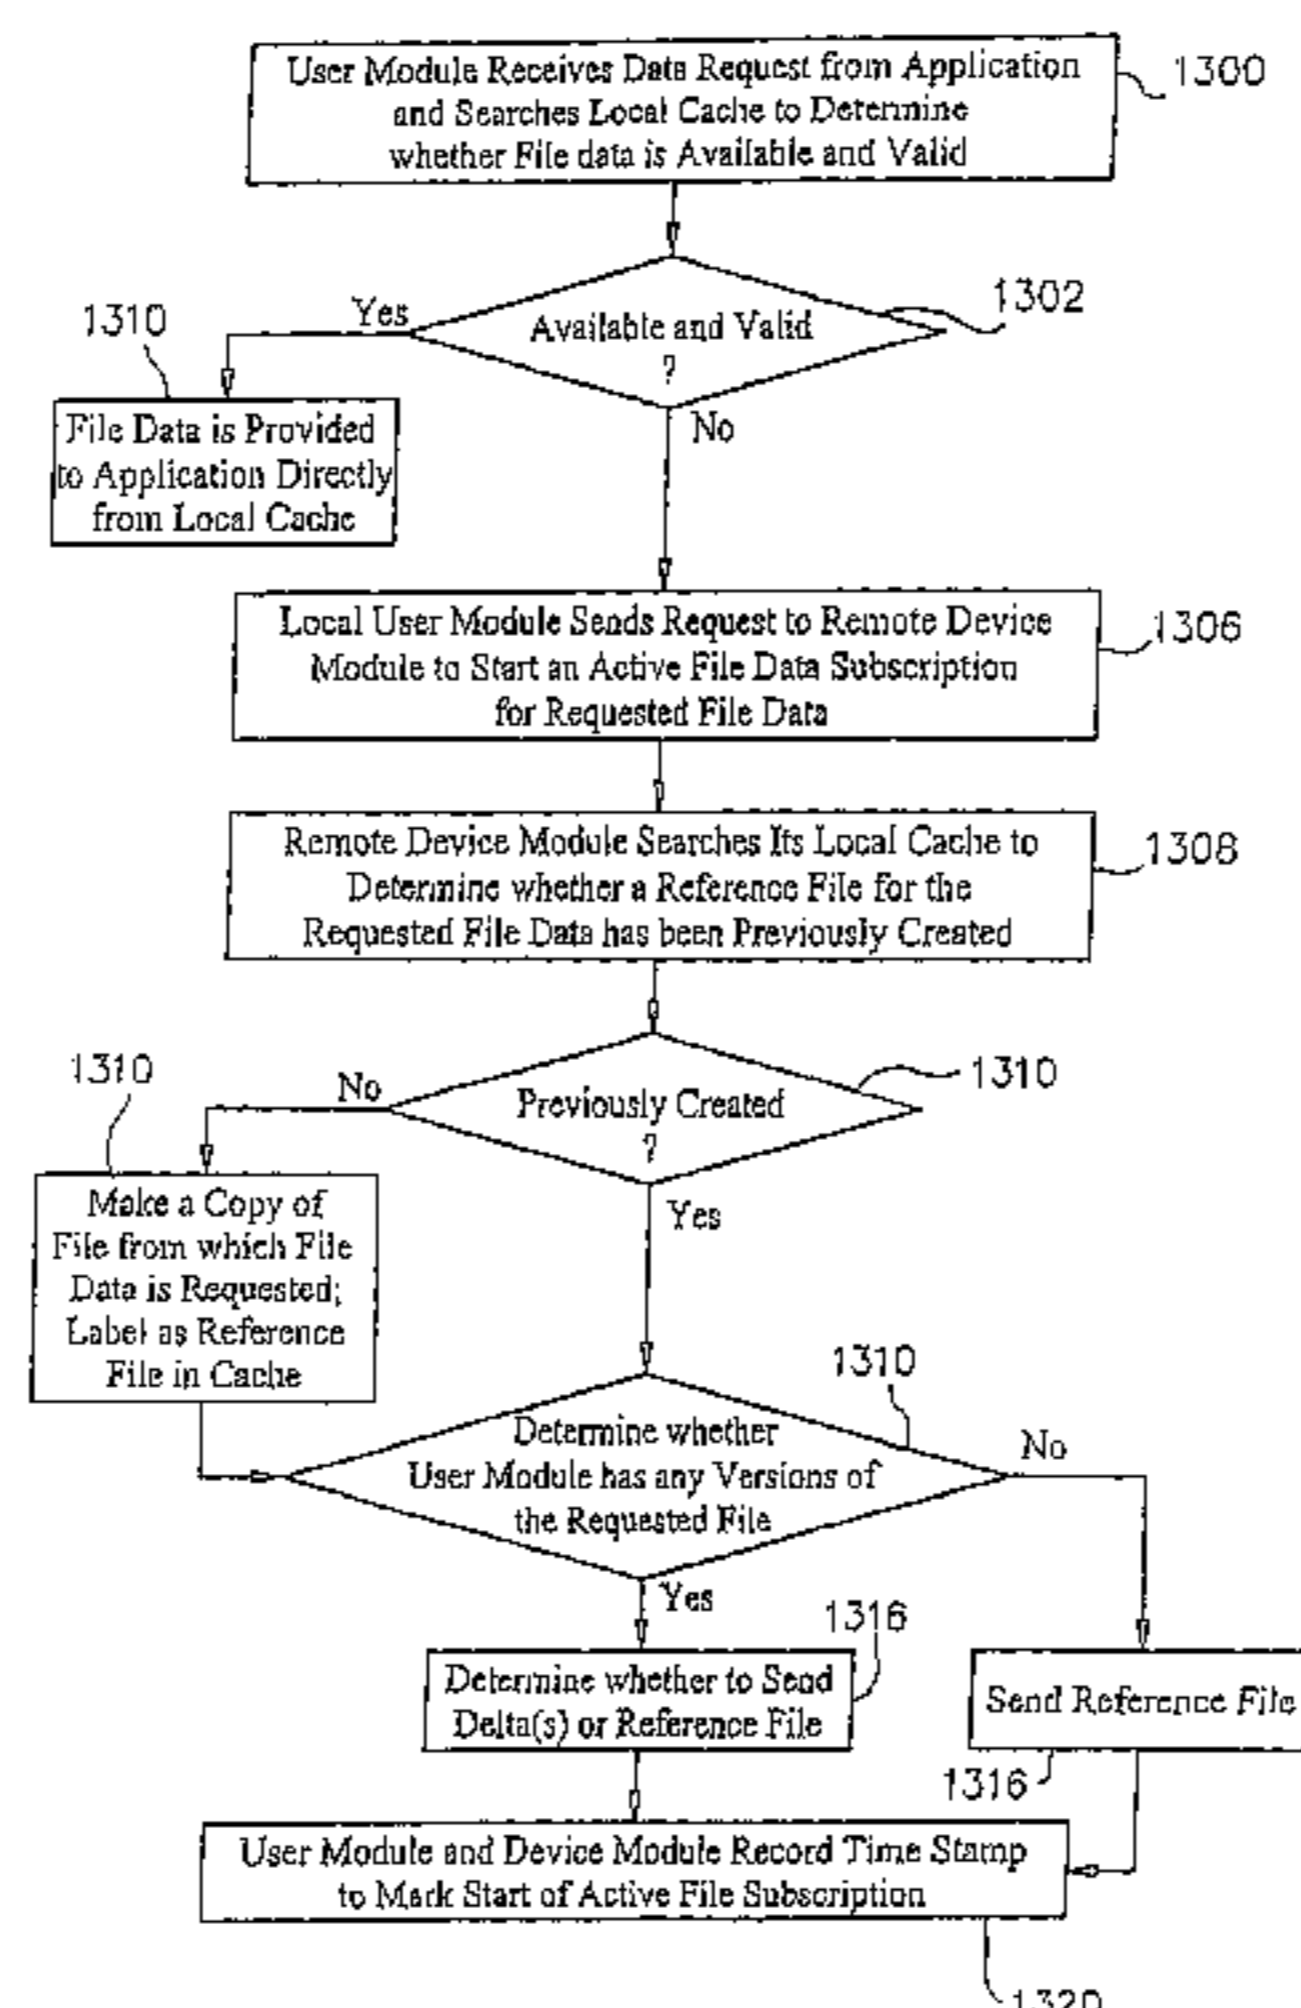 User Module Receives Data Request from Application
and Searches Local Cache to Determine
whether File data is Available and Valid
1300
1302
Available and Valid
?
Yes
No
1310
File Data is Provided
to Application Directly
from Local Cache
Local User Module Sends Request to Remote Device
Module to Start an Active File Data Subscription
for Requested File Data
1306
Remote Device Module Searches Its Local Cache to
Determine whether a Reference File for the
Requested File Data has been Previously Created
1308
Previously Created
?
1310
No
Yes
1310
Make a Copy of
File from which File
Data is Requested;
Label as Reference
File in Cache
1310
Determine whether
User Module has any Versions of
the Requested File
No
Yes
1316
Determine whether to Send
Delta(s) or Reference File
Send Reference File
1316
User Module and Device Module Record Time Stamp
to Mark Start of Active File Subscription
1320